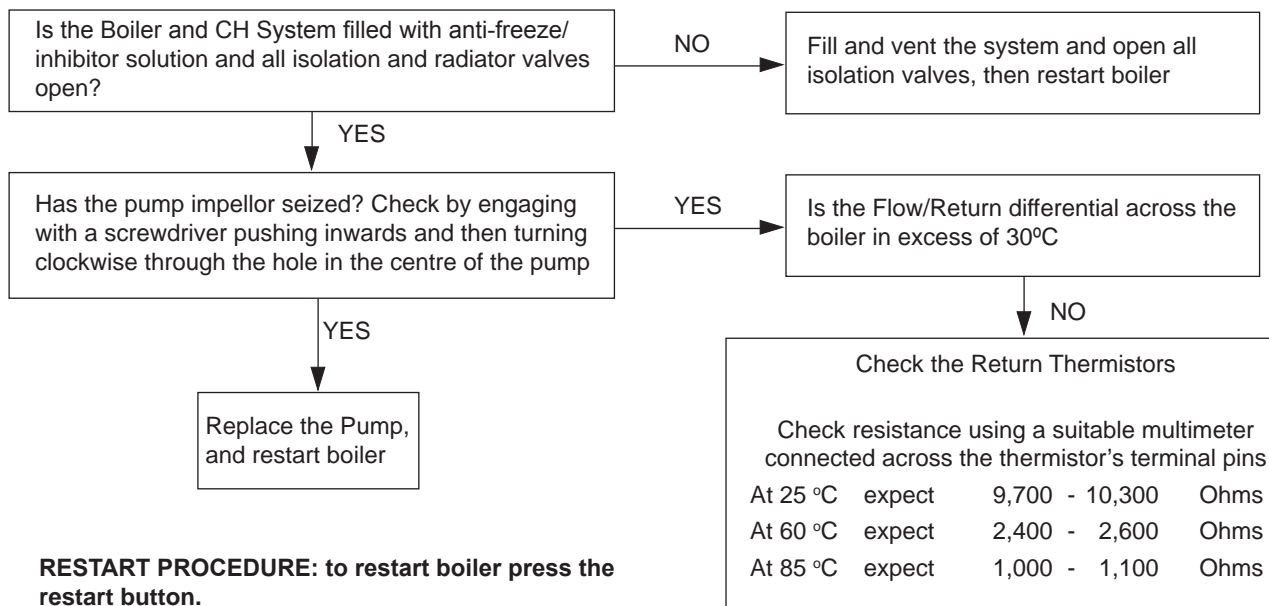 Is the Boiler and CH System filled with anti-freeze/
inhibitor solution and all isolation and radiator valves
open?
NO
Fill and vent the system and open all
isolation valves, then restart boiler
YES
Has the pump impellor seized? Check by engaging
with a screwdriver pushing inwards and then turning
clockwise through the hole in the centre of the pump
YES
Is the Flow/Return differential across the
boiler in excess of 30ºC
YES
Replace the Pump,
and restart boiler
NO
Check the Return Thermistors
Check resistance using a suitable multimeter
connected across the thermistor's terminal pins
At 25 ºC expect 9,700 - 10,300 Ohms
At 60 ºC expect 2,400 - 2,600 Ohms
At 85 ºC expect 1,000 - 1,100 Ohms
RESTART PROCEDURE: to restart boiler press the
restart button.